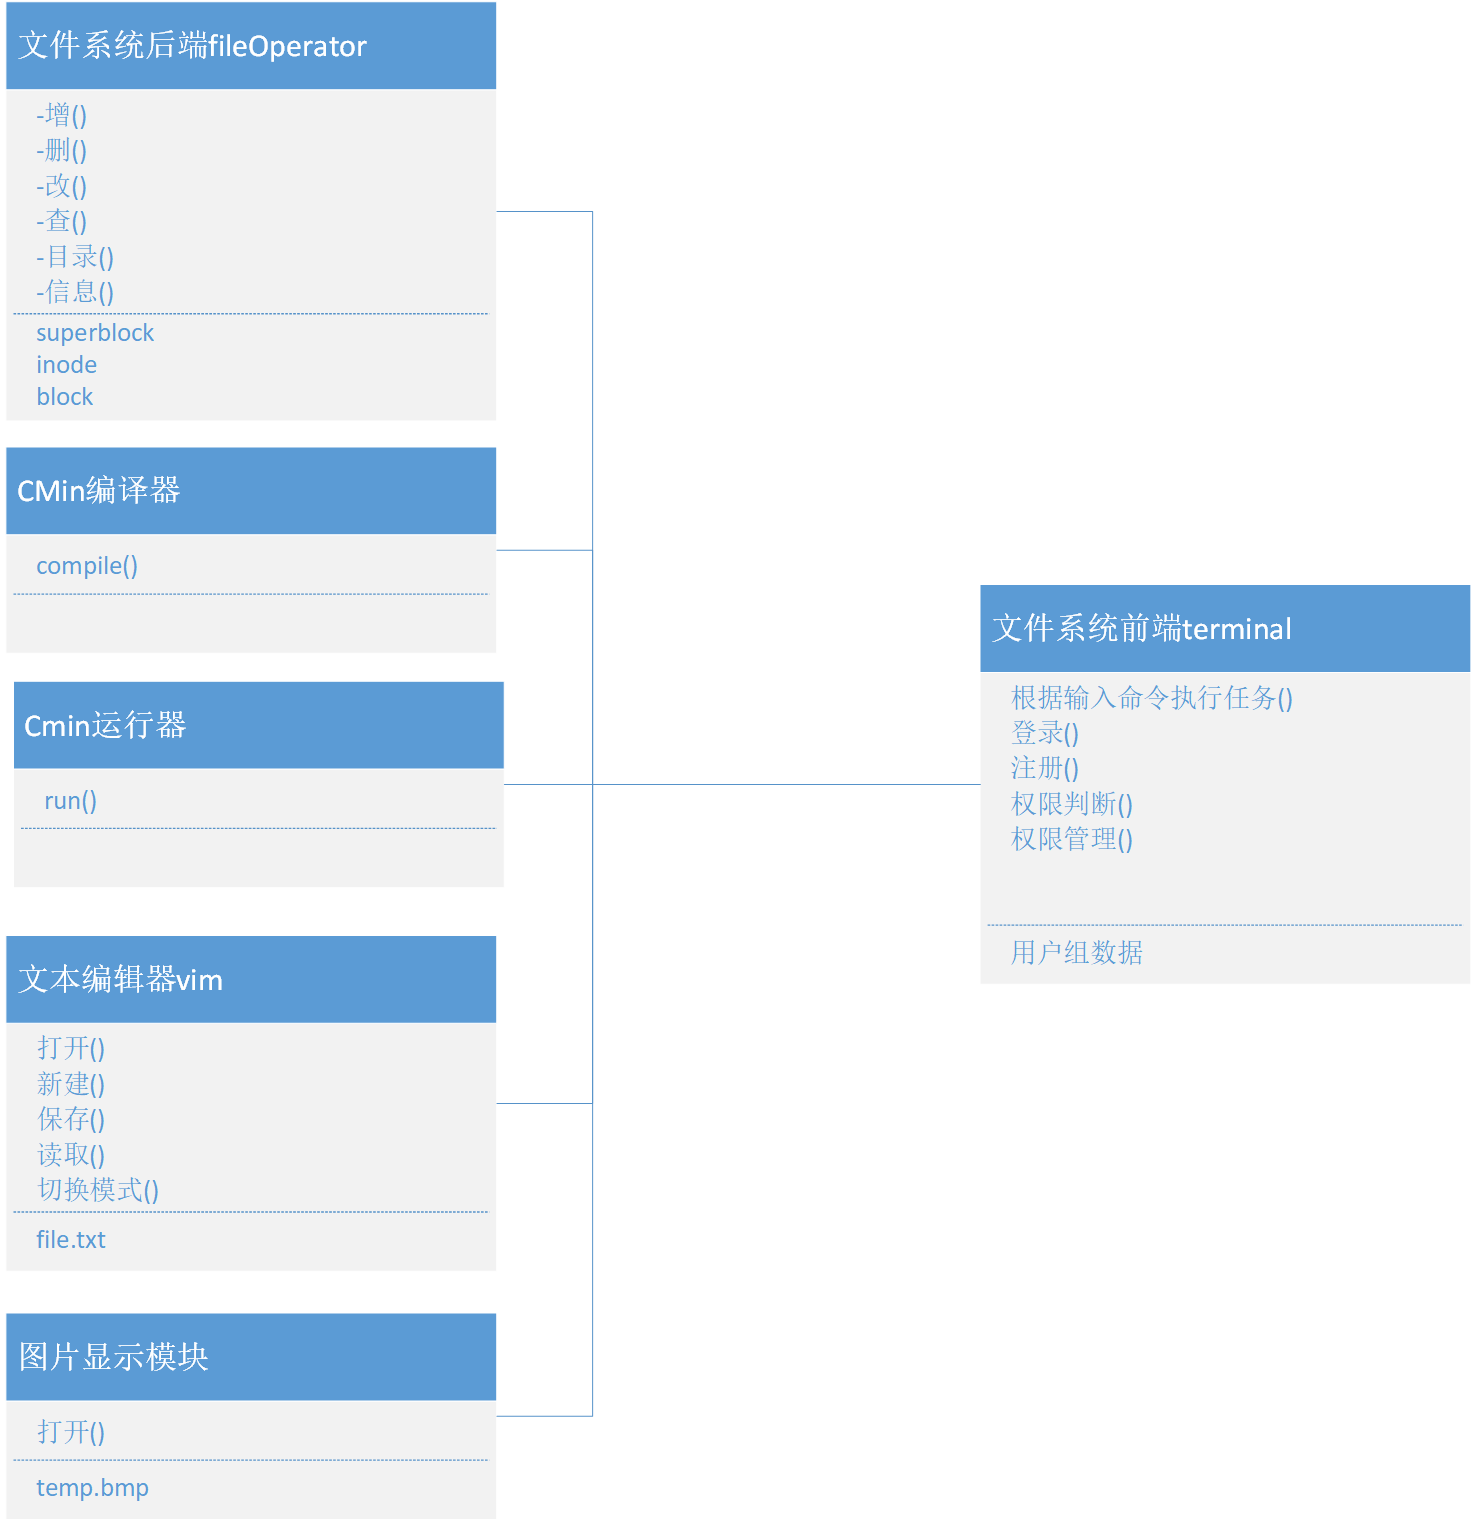 文件系统后端fileOperator
-增()
-删()
-改()
-查()
-目录()
-信息()
superblock
inode
block
CMin编译器
compile()
Cmin运行器
run()
文本编辑器vim
打开()
新建()
保存()
读取()
切换模式()
file.txt
图片显示模块
打开()
temp.bmp
文件系统前端terminal
根据输入命令执行任务()
登录()
注册()
权限判断()
权限管理()
用户组数据